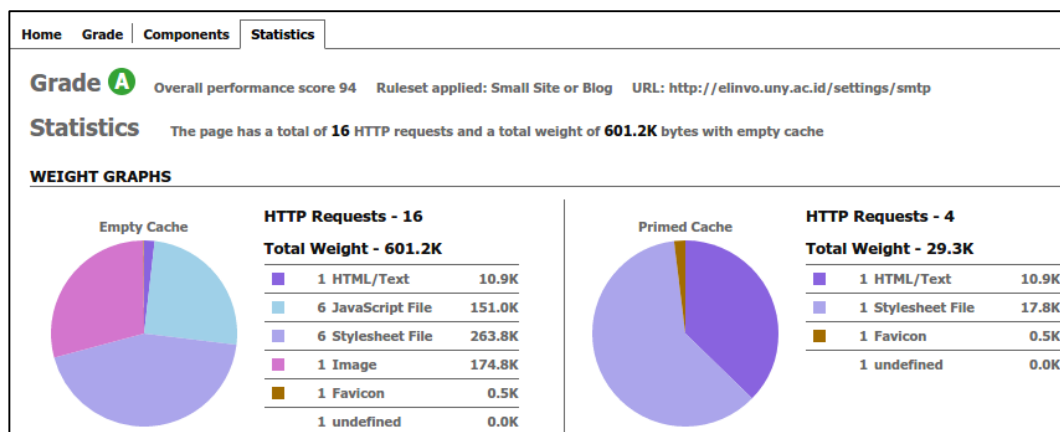 Home Grade Components Statistics
Grade A Overall performance score 94 Ruleset applied: Small Site or Blog URL: http://elinvo.uny.ac.id/settings/smtp
Statistics The page has a total of 16 HTTP requests and a total weight of 601.2K bytes with empty cache
WEIGHT GRAPHS
Empty Cache
HTTP Requests - 16
Total Weight - 601.2K
1 HTML/Text 10.9K
6 JavaScript File 151.0K
6 Stylesheet File 263.8K
1 Image 174.8K
1 Favicon 0.5K
1 undefined 0.0K
Primed Cache
HTTP Requests - 4
Total Weight - 29.3K
1 HTML/Text 10.9K
1 Stylesheet File 17.8K
1 Favicon 0.5K
1 undefined 0.0K